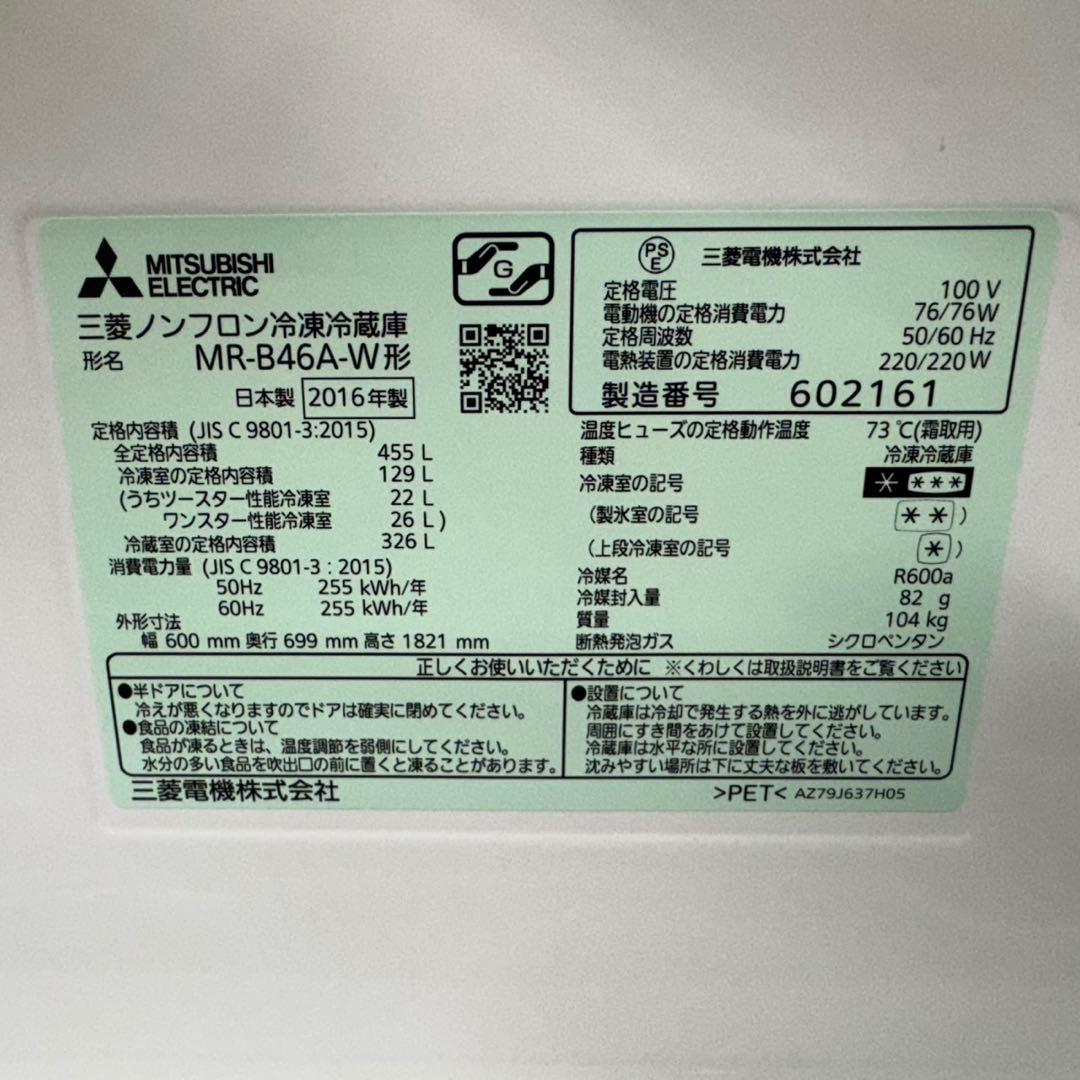 MITSUBISHI
ELECTRIC
三菱ノンフロン冷凍冷蔵庫
形名 MR-B46A-W形
日本製 2016年製
G
PS
E
三菱電機株式会社
定格電圧 100 V
電動機の定格消費電力 76/76W
定格周波数 50/60 Hz
電熱装置の定格消費電力 220/220W
製造番号 602161
定格内容積 (JIS C 9801-3:2015)
全定格内容積 455 L
冷凍室の定格内容積 129 L
(うちツースター性能冷凍室 22 L
ワンスター性能冷凍室 26 L )
冷蔵室の定格内容積 326 L
消費電力量 (JIS C 9801-3 : 2015)
50Hz 255 kWh/年
60Hz 255 kWh/年
外形寸法
幅 600 mm 奥行 699 mm 高さ 1821 mm
温度ヒューズの定格動作温度 73 ℃(霜取用)
種類 冷凍冷蔵庫
冷凍室の記号 * ***
(製氷室の記号 ** )
(上段冷凍室の記号 * )
冷媒名 R600a
冷媒封入量 82 g
質量 104 kg
断熱発泡ガス シクロペンタン
正しくお使いいただくために ※くわしくは取扱説明書をご覧ください
●半ドアについて
冷えが悪くなりますのでドアは確実に閉めてください。
●食品の凍結について
食品が凍るときは、温度調節を弱側にしてください。
水分の多い食品を吹出口の前に置くと凍ることがあります。
●設置について
冷蔵庫は冷却で発生する熱を外に逃がしています。
周囲にすき間をあけて設置してください。
冷蔵庫は水平な所に設置してください。
沈みやすい場所は下に丈夫な板を敷いてください。
三菱電機株式会社
>PET< AZ79J637H05